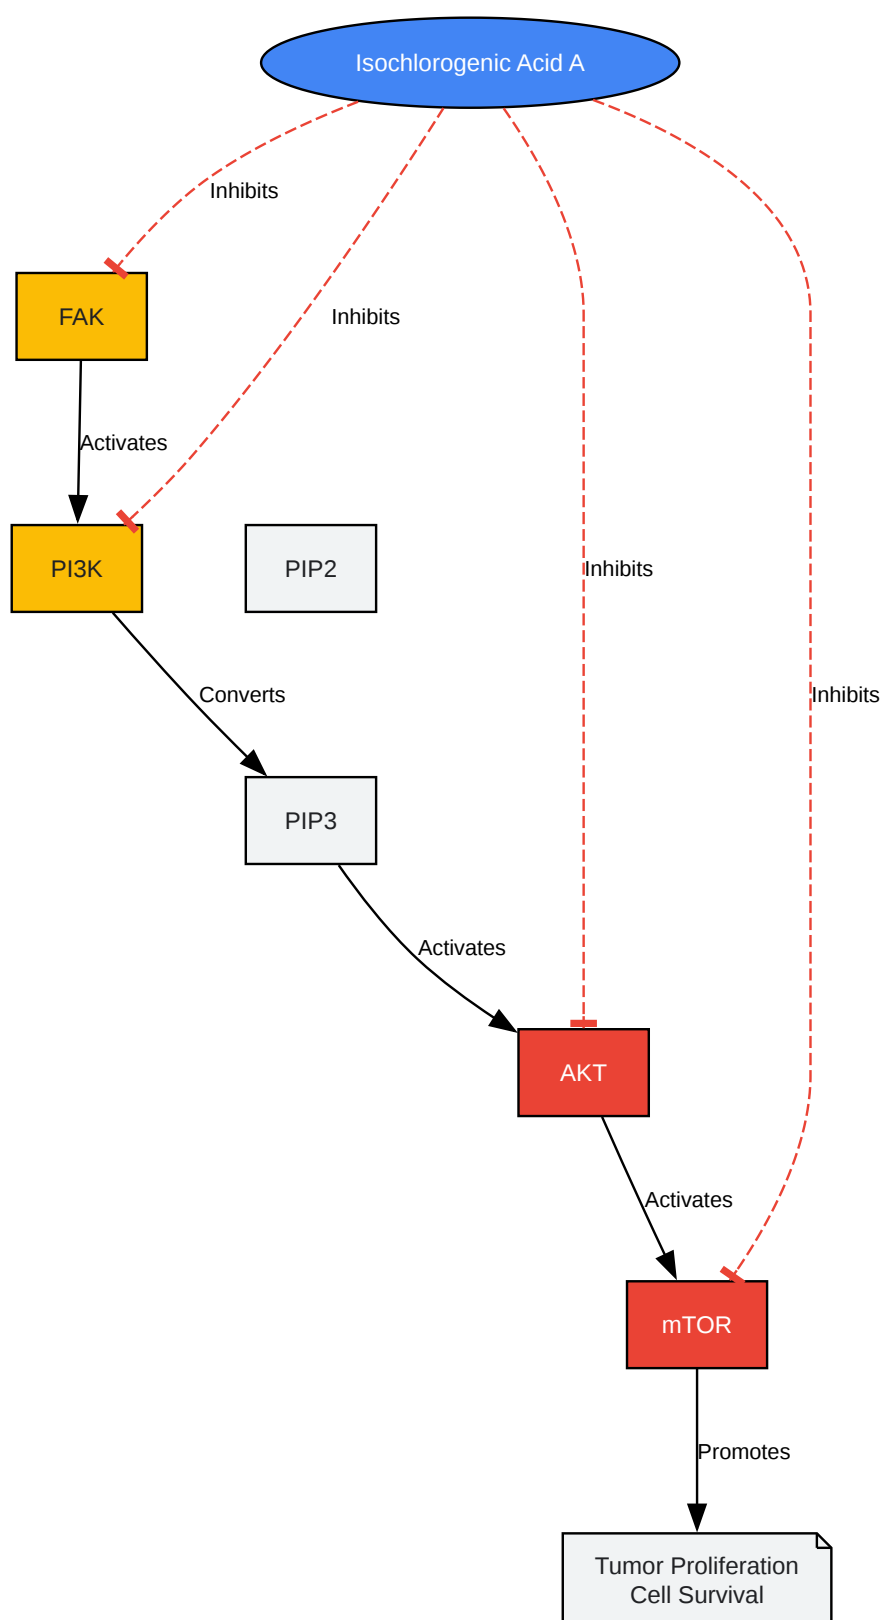 Isochlorogenic Acid A
Inhibits
FAK
Inhibits
Activates
PI3K
PIP2
Inhibits
Converts
Inhibits
PIP3
Activates
AKT
Activates
mTOR
Promotes
Tumor Proliferation
Cell Survival